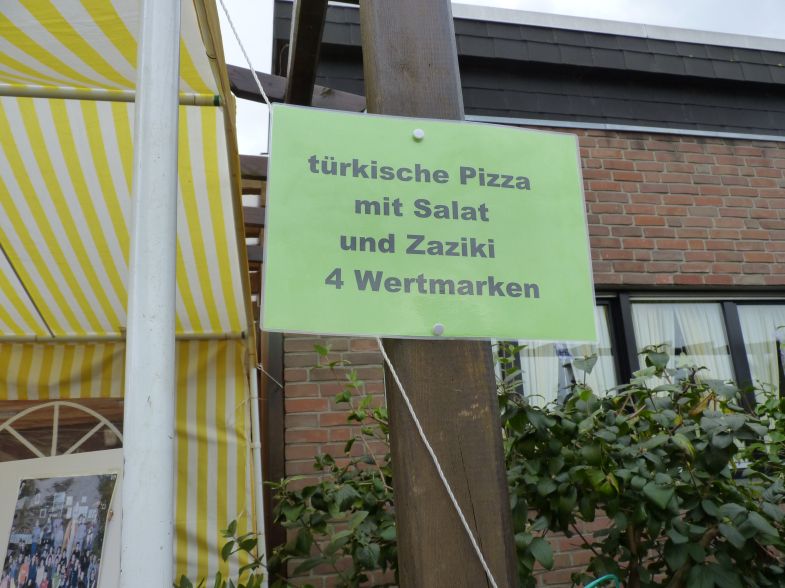 türkische Pizza
mit Salat
und Zaziki
4 Wertmarken